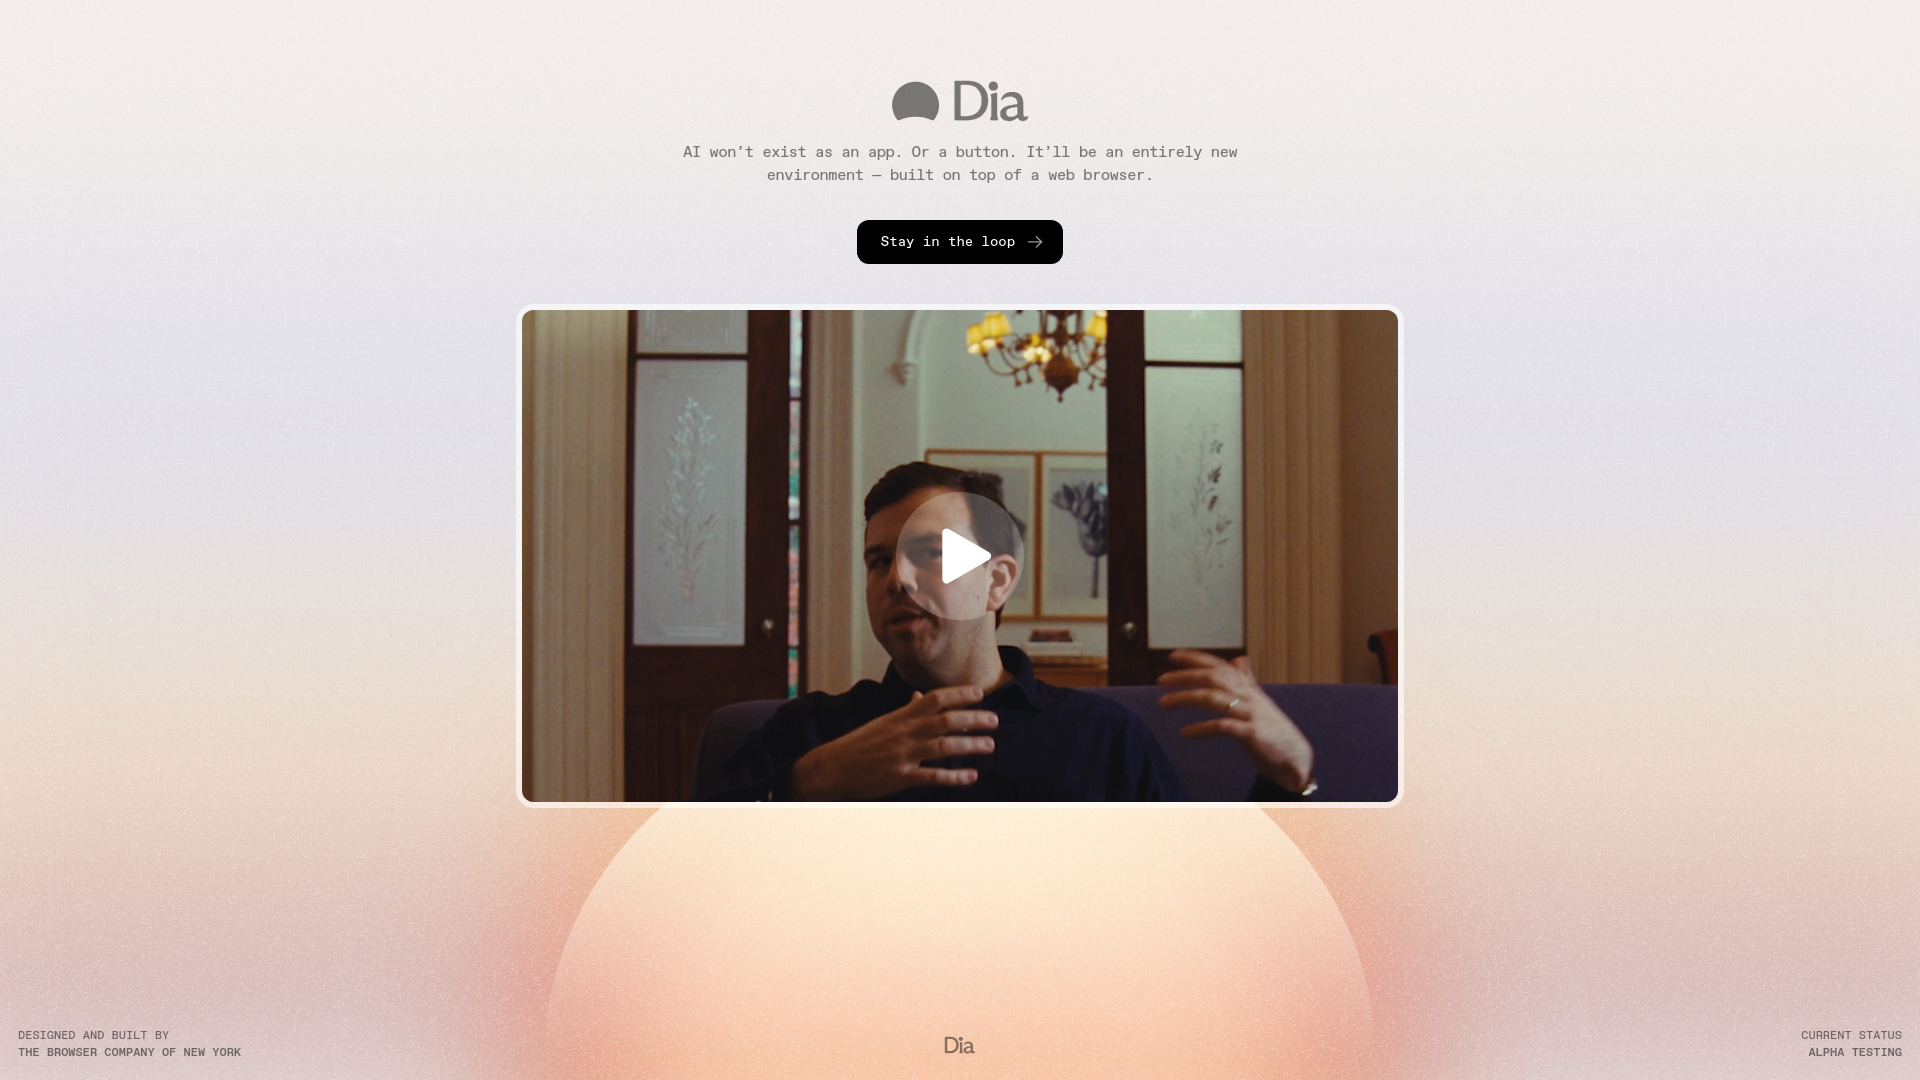 Dia
AI won’t exist as an app. Or a button. It’ll be an entirely new
environment — built on top of a web browser.
Stay in the loop
DESIGNED AND BUILT BY
THE BROWSER COMPANY OF NEW YORK
Dia
CURRENT STATUS
ALPHA TESTING